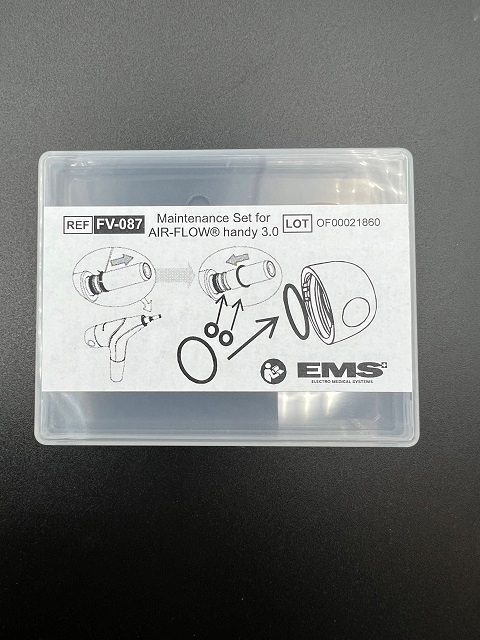 REF FV-087 Maintenance Set for LOT OF00021860
AIR-FLOW® handy 3.0
EMS
ELECTRO MEDICAL SYSTEMS